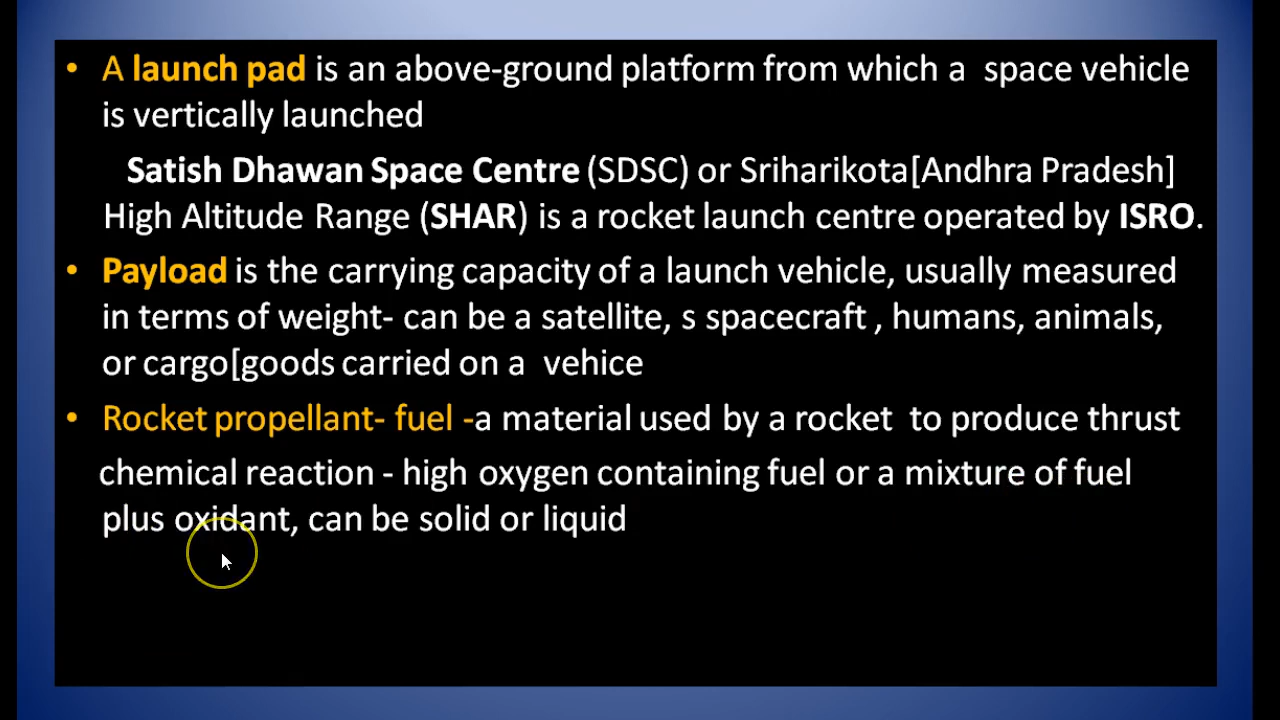 • A launch pad is an above-ground platform from which a space vehicle
is vertically launched
Satish Dhawan Space Centre (SDSC) or Sriharikota[Andhra Pradesh]
High Altitude Range (SHAR) is a rocket launch centre operated by ISRO.
• Payload is the carrying capacity of a launch vehicle, usually measured
in terms of weight- can be a satellite, s spacecraft , humans, animals,
or cargo[goods carried on a vehice
• Rocket propellant- fuel -a material used by a rocket to produce thrust
chemical reaction - high oxygen containing fuel or a mixture of fuel
plus oxidant, can be solid or liquid